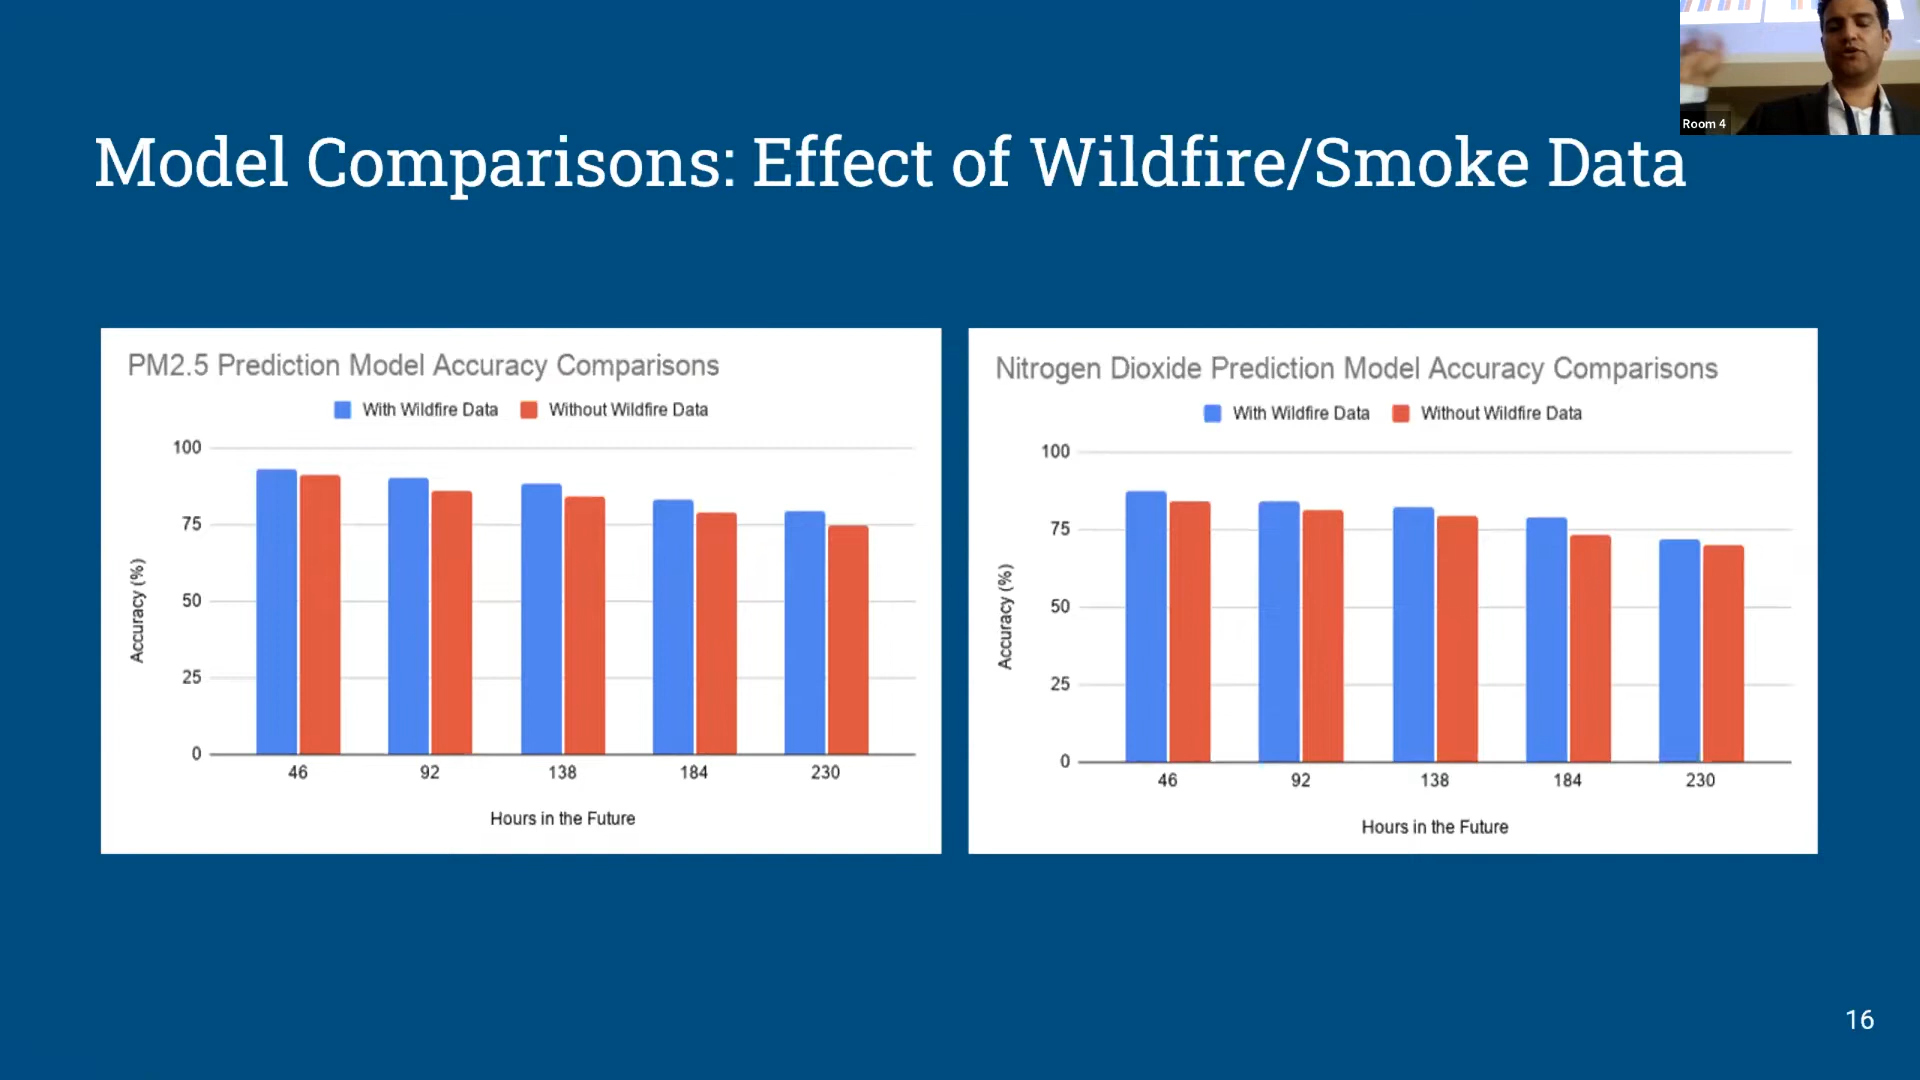 Room 4
Model Comparisons: Effect of Wildfire/Smoke Data
PM2.5 Prediction Model Accuracy Comparisons
With Wildfire Data Without Wildfire Data
100
75
50
25
0
Accuracy (%)
46 92 138 184 230
Hours in the Future
Nitrogen Dioxide Prediction Model Accuracy Comparisons
With Wildfire Data Without Wildfire Data
100
75
50
25
0
Accuracy (%)
46 92 138 184 230
Hours in the Future
16